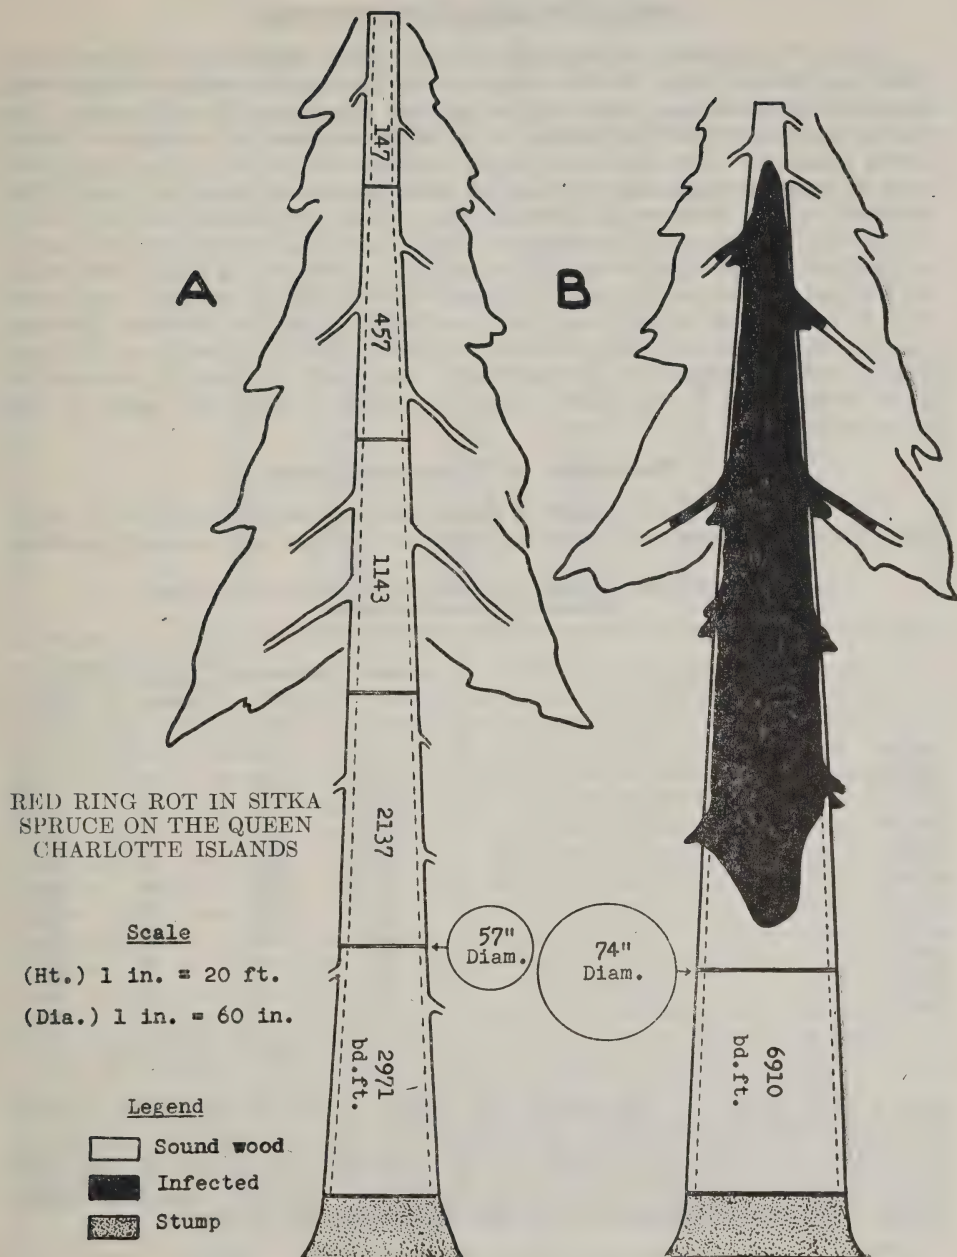 147
A
B
457
1143
RED RING ROT IN SITKA
SPRUCE ON THE QUEEN
CHARLOTTE ISLANDS
2137
Scale
(Ht.) 1 in. = 20 ft.
(Dia.) 1 in. = 60 in.
57"
Diam.
74"
Diam.
2971
bd.ft.
6910
bd.ft.
Legend
Sound wood
Infected
Stump